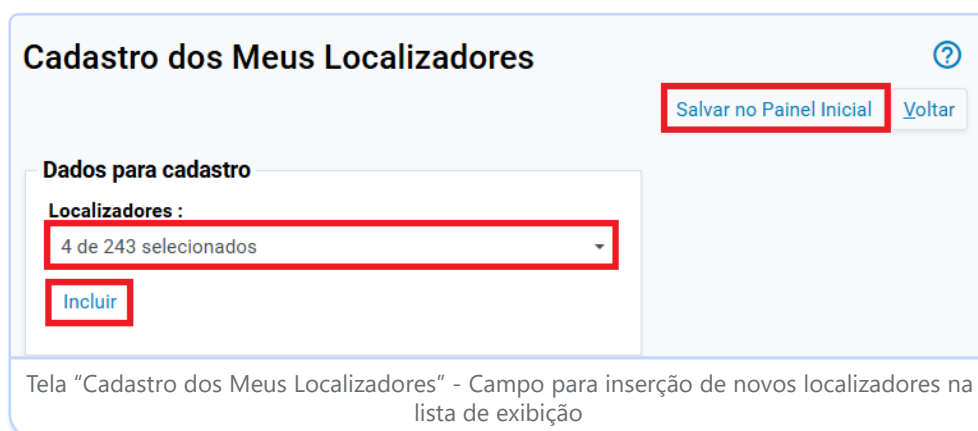 Cadastro dos Meus Localizadores
Salvar no Painel Inicial
Voltar
Dados para cadastro
Localizadores :
4 de 243 selecionados
Incluir
Tela “Cadastro dos Meus Localizadores” - Campo para inserção de novos localizadores na
lista de exibição